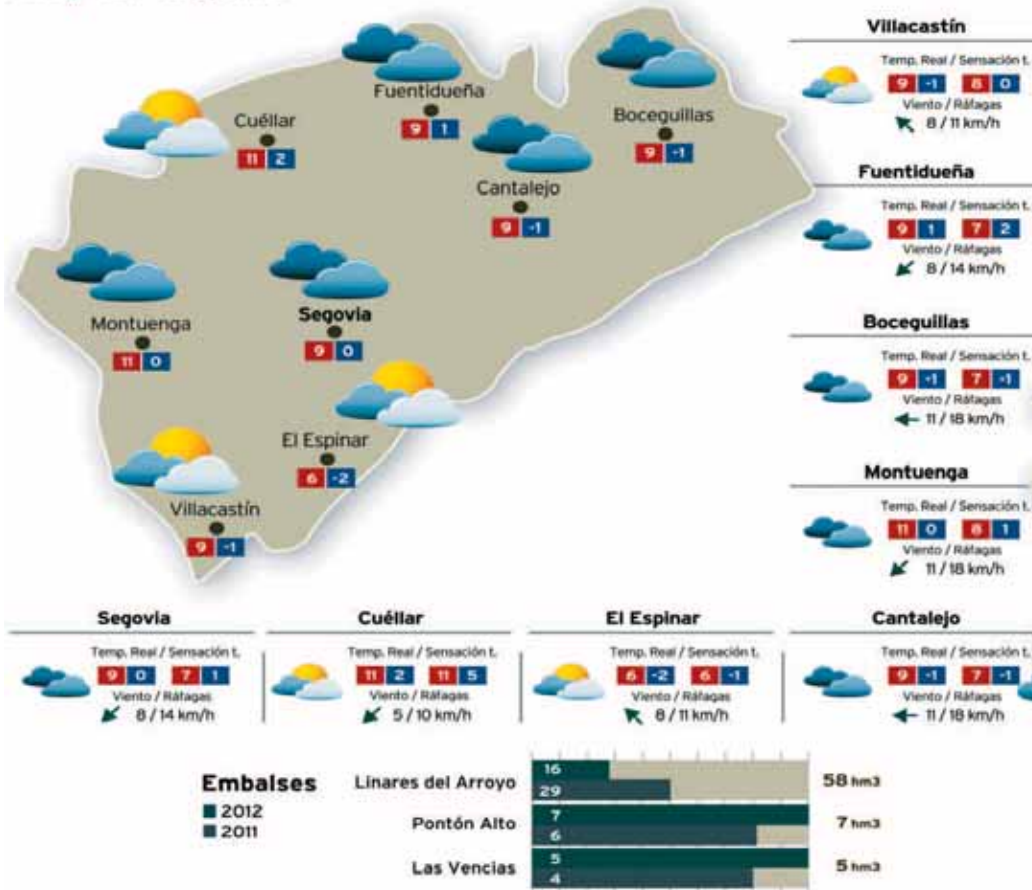 Fuentidueña
9 1
Boceguillas
9 -1
Cuéllar
11 2
Cantalejo
9 -1
Montuenga
11 0
Segovia
9 0
El Espinar
6 -2
Villacastín
9 -1
Villacastín
Temp. Real / Sensación t.
9 -1 8 0
Viento / Ráfagas
8 / 11 km/h
Fuentidueña
Temp. Real / Sensación t.
9 1 7 2
Viento / Ráfagas
8 / 14 km/h
Boceguillas
Temp. Real / Sensación t.
9 -1 7 -1
Viento / Ráfagas
11 / 18 km/h
Montuenga
Temp. Real / Sensación t.
11 0 8 1
Viento / Ráfagas
11 / 18 km/h
Segovia
Temp. Real / Sensación t.
9 0 7 1
Viento / Ráfagas
8 / 14 km/h
Cuéllar
Temp. Real / Sensación t.
11 2 11 5
Viento / Ráfagas
5 / 10 km/h
El Espinar
Temp. Real / Sensación t.
6 -2 6 -1
Viento / Ráfagas
8 / 11 km/h
Cantalejo
Temp. Real / Sensación t.
9 -1 7 -1
Viento / Ráfagas
11 / 18 km/h
Embalses
2012
2011
Linares del Arroyo
16
29
58 hm3
Pontón Alto
7
6
7 hm3
Las Vencias
5
4
5 hm3